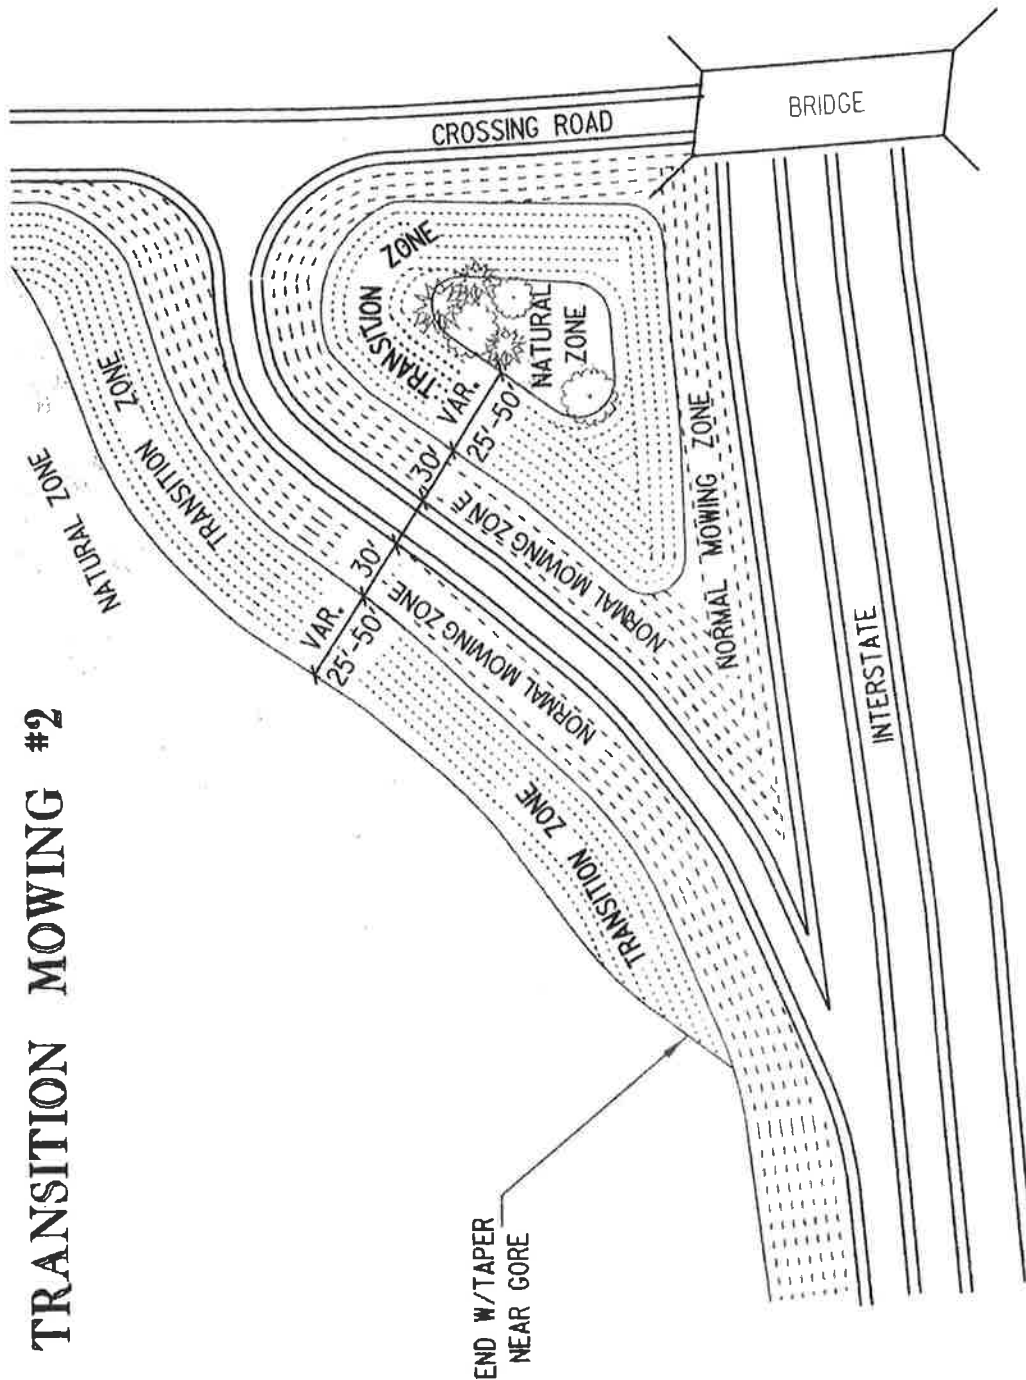 TRANSITION MOWING #2
NATURAL ZONE
TRANSITION ZONE
CROSSING ROAD
BRIDGE
TRANSITION ZONE
NATURAL
ZONE
VAR.
25'-50'
30'
NORMAL MOWING ZONE
30'
VAR.
25'-50'
NORMAL MOWING ZONE
NORMAL MOWING ZONE
TRANSITION ZONE
INTERSTATE
END W/TAPER
NEAR GORE